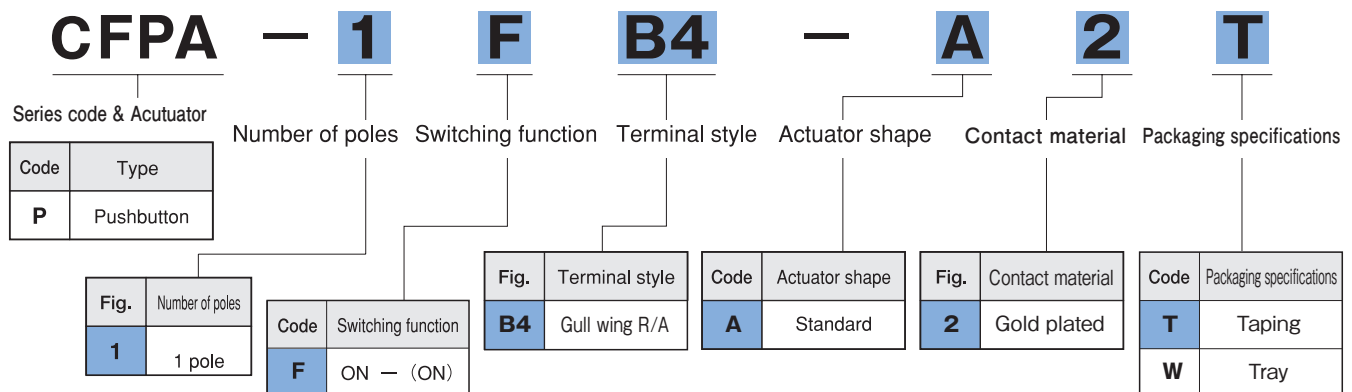 CFPA － 1 F B4 － A 2 T
Series code & Acutuator
Number of poles
Switching function
Terminal style
Actuator shape
Contact material
Packaging specifications
Code Type
P Pushbutton
Fig. Number of poles
1 1 pole
Code Switching function
F ON － (ON)
Fig. Terminal style
B4 Gull wing R/A
Code Actuator shape
A Standard
Fig. Contact material
2 Gold plated
Code Packaging specifications
T Taping
W Tray